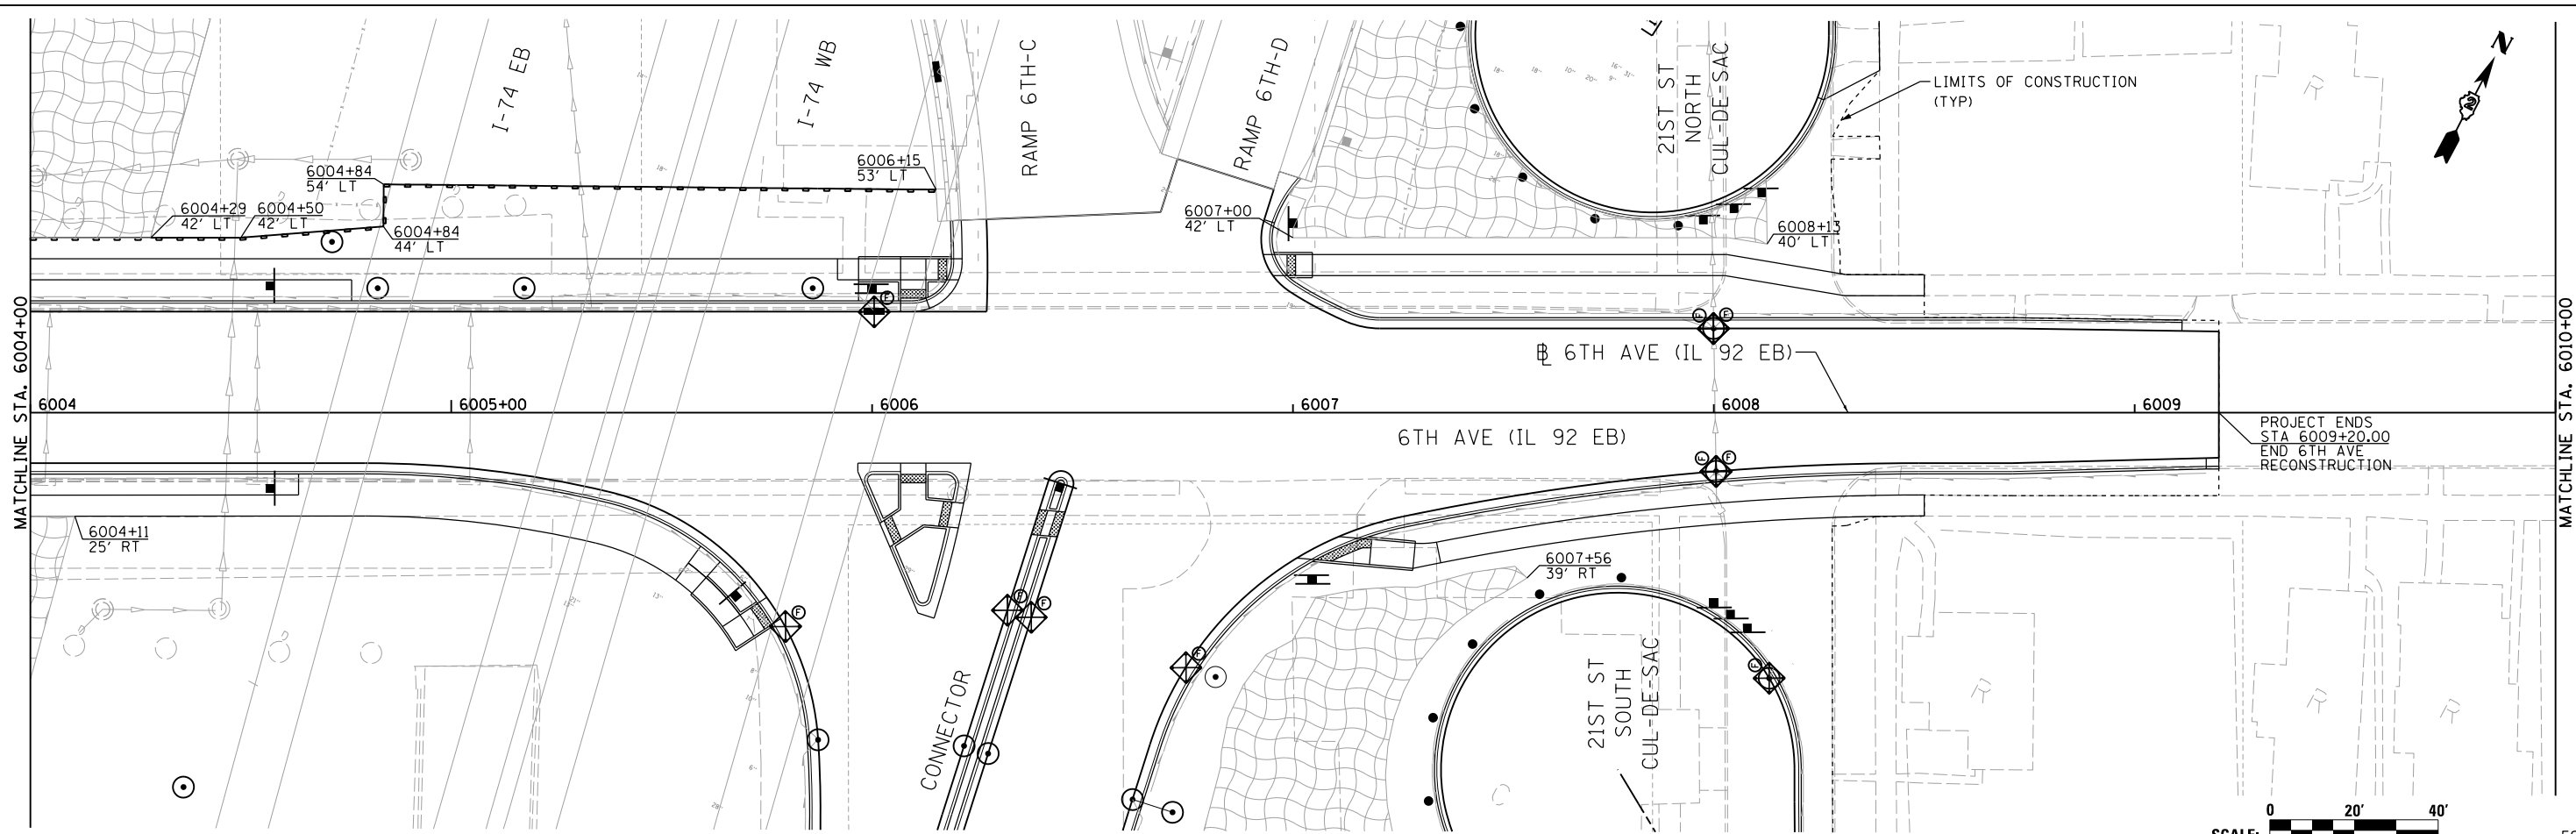 MATCHLINE STA. 6004+00
I-74 EB
I-74 WB
RAMP 6TH-C
RAMP 6TH-D
21ST ST
NORTH
CUL-DE-SAC
LIMITS OF CONSTRUCTION
(TYP)
N
6004+84
54' LT
6006+15
53' LT
6004+29
42' LT
6004+50
42' LT
6004+84
44' LT
6007+00
42' LT
6008+13
40' LT
F
F
F
℄ 6TH AVE (IL 92 EB)
6004
6005+00
6006
6007
6008
6009
6TH AVE (IL 92 EB)
PROJECT ENDS
STA 6009+20.00
END 6TH AVE
RECONSTRUCTION
MATCHLINE STA. 6010+00
6004+11
25' RT
6007+56
39' RT
F
F
F
F
F
F
F
CONNECTOR
21ST ST
SOUTH
CUL-DE-SAC
R
R
R
R
0 20' 40'
SCALE: